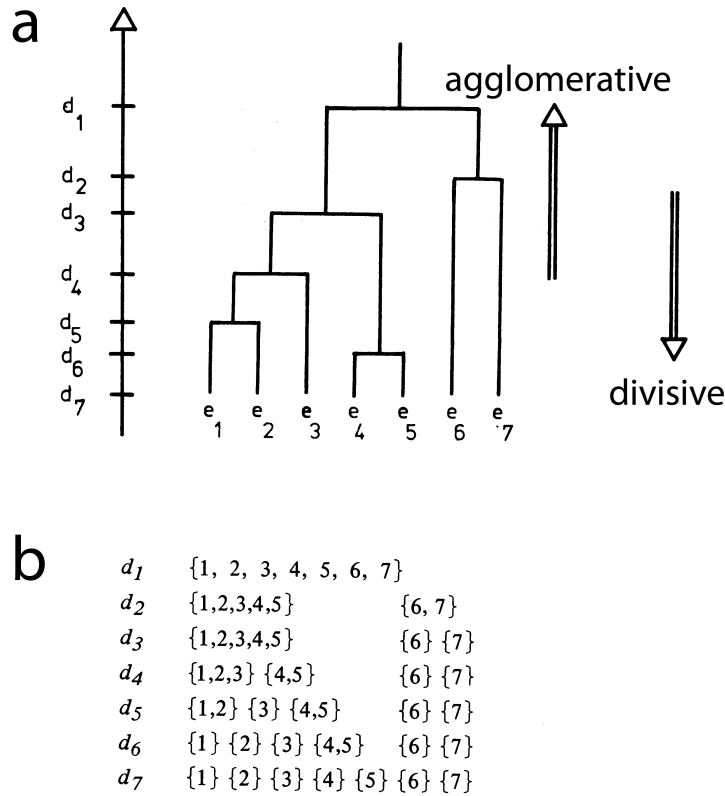 a
agglomerative
d1
d2
d3
d4
d5
d6
d7
divisive
e1 e2 e3 e4 e5 e6 e7
b
d1 {1, 2, 3, 4, 5, 6, 7}
d2 {1,2,3,4,5} {6, 7}
d3 {1,2,3,4,5} {6} {7}
d4 {1,2,3} {4,5} {6} {7}
d5 {1,2} {3} {4,5} {6} {7}
d6 {1} {2} {3} {4,5} {6} {7}
d7 {1} {2} {3} {4} {5} {6} {7}